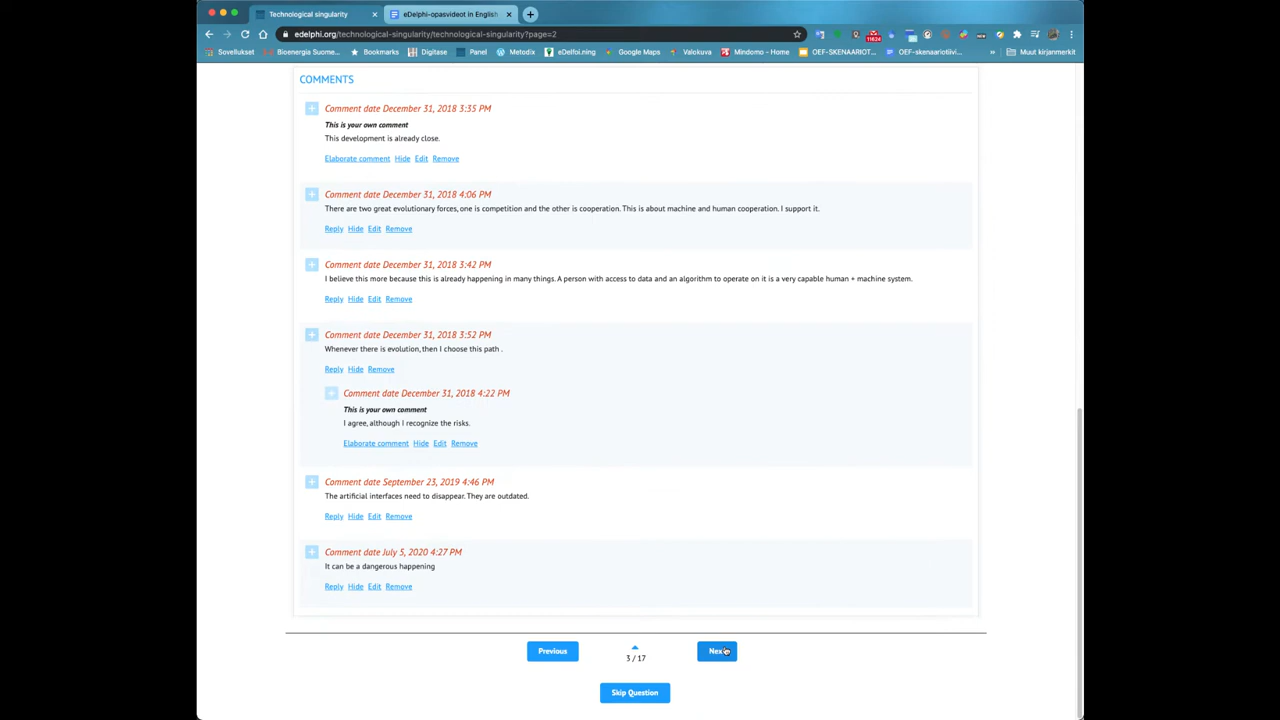 Technological singularity
eDelphi-opasvideot in English
edelphi.org/technological-singularity/technological-singularity?page=2
11624
Sovellukset
Bioenergia Suome...
Bookmarks
Digitase
Panel
Metodix
eDelfoi.ning
Google Maps
Valokuva
Mindomo - Home
OEF-SKENAARIOT...
OEF-skenaariotiivi...
»
Muut kirjanmerkit
COMMENTS
Comment date December 31, 2018 3:35 PM
This is your own comment
This development is already close.
Elaborate comment Hide Edit Remove
Comment date December 31, 2018 4:06 PM
There are two great evolutionary forces, one is competition and the other is cooperation. This is about machine and human cooperation. I support it.
Reply Hide Edit Remove
Comment date December 31, 2018 3:42 PM
I believe this more because this is already happening in many things. A person with access to data and an algorithm to operate on it is a very capable human + machine system.
Reply Hide Edit Remove
Comment date December 31, 2018 3:52 PM
Whenever there is evolution, then I choose this path .
Reply Hide Remove
Comment date December 31, 2018 4:22 PM
This is your own comment
I agree, although I recognize the risks.
Elaborate comment Hide Edit Remove
Comment date September 23, 2019 4:46 PM
The artificial interfaces need to disappear. They are outdated.
Reply Hide Edit Remove
Comment date July 5, 2020 4:27 PM
It can be a dangerous happening
Reply Hide Edit Remove
Previous
3 / 17
Next
Skip Question